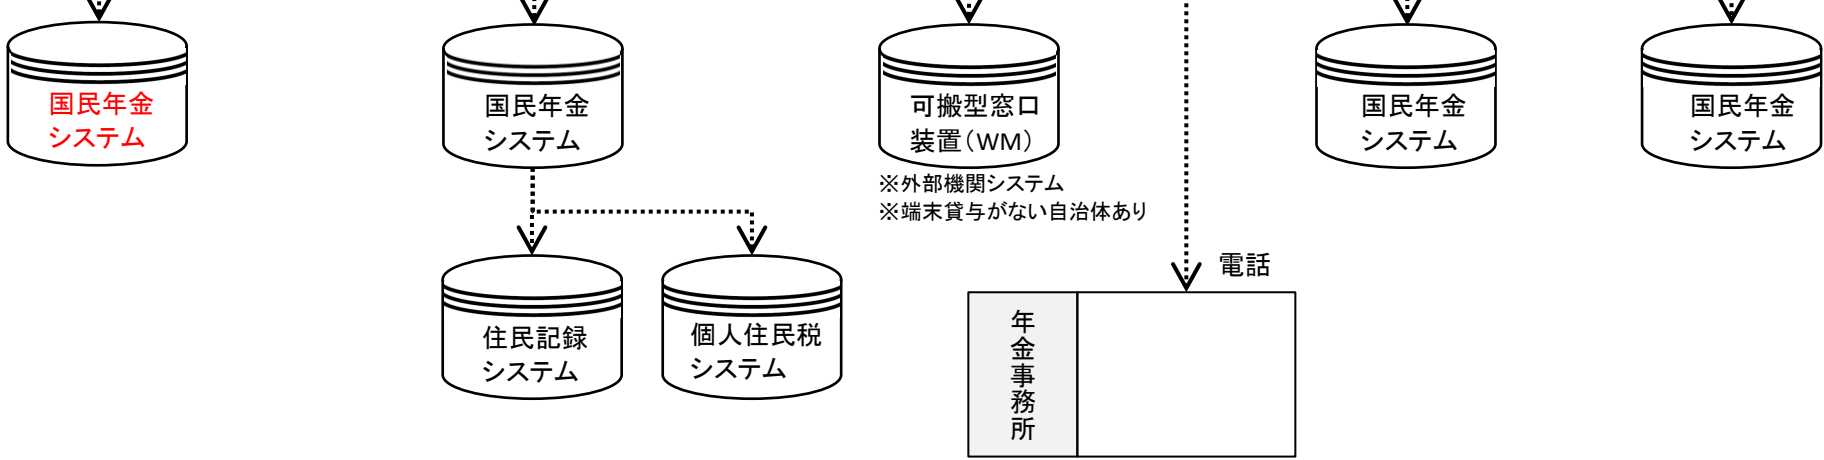 国民年金
システム
国民年金
システム
可搬型窓口
装置(WM)
※外部機関システム
※端末貸与がない自治体あり
国民年金
システム
国民年金
システム
電話
住民記録
システム
個人住民税
システム
年金事務所